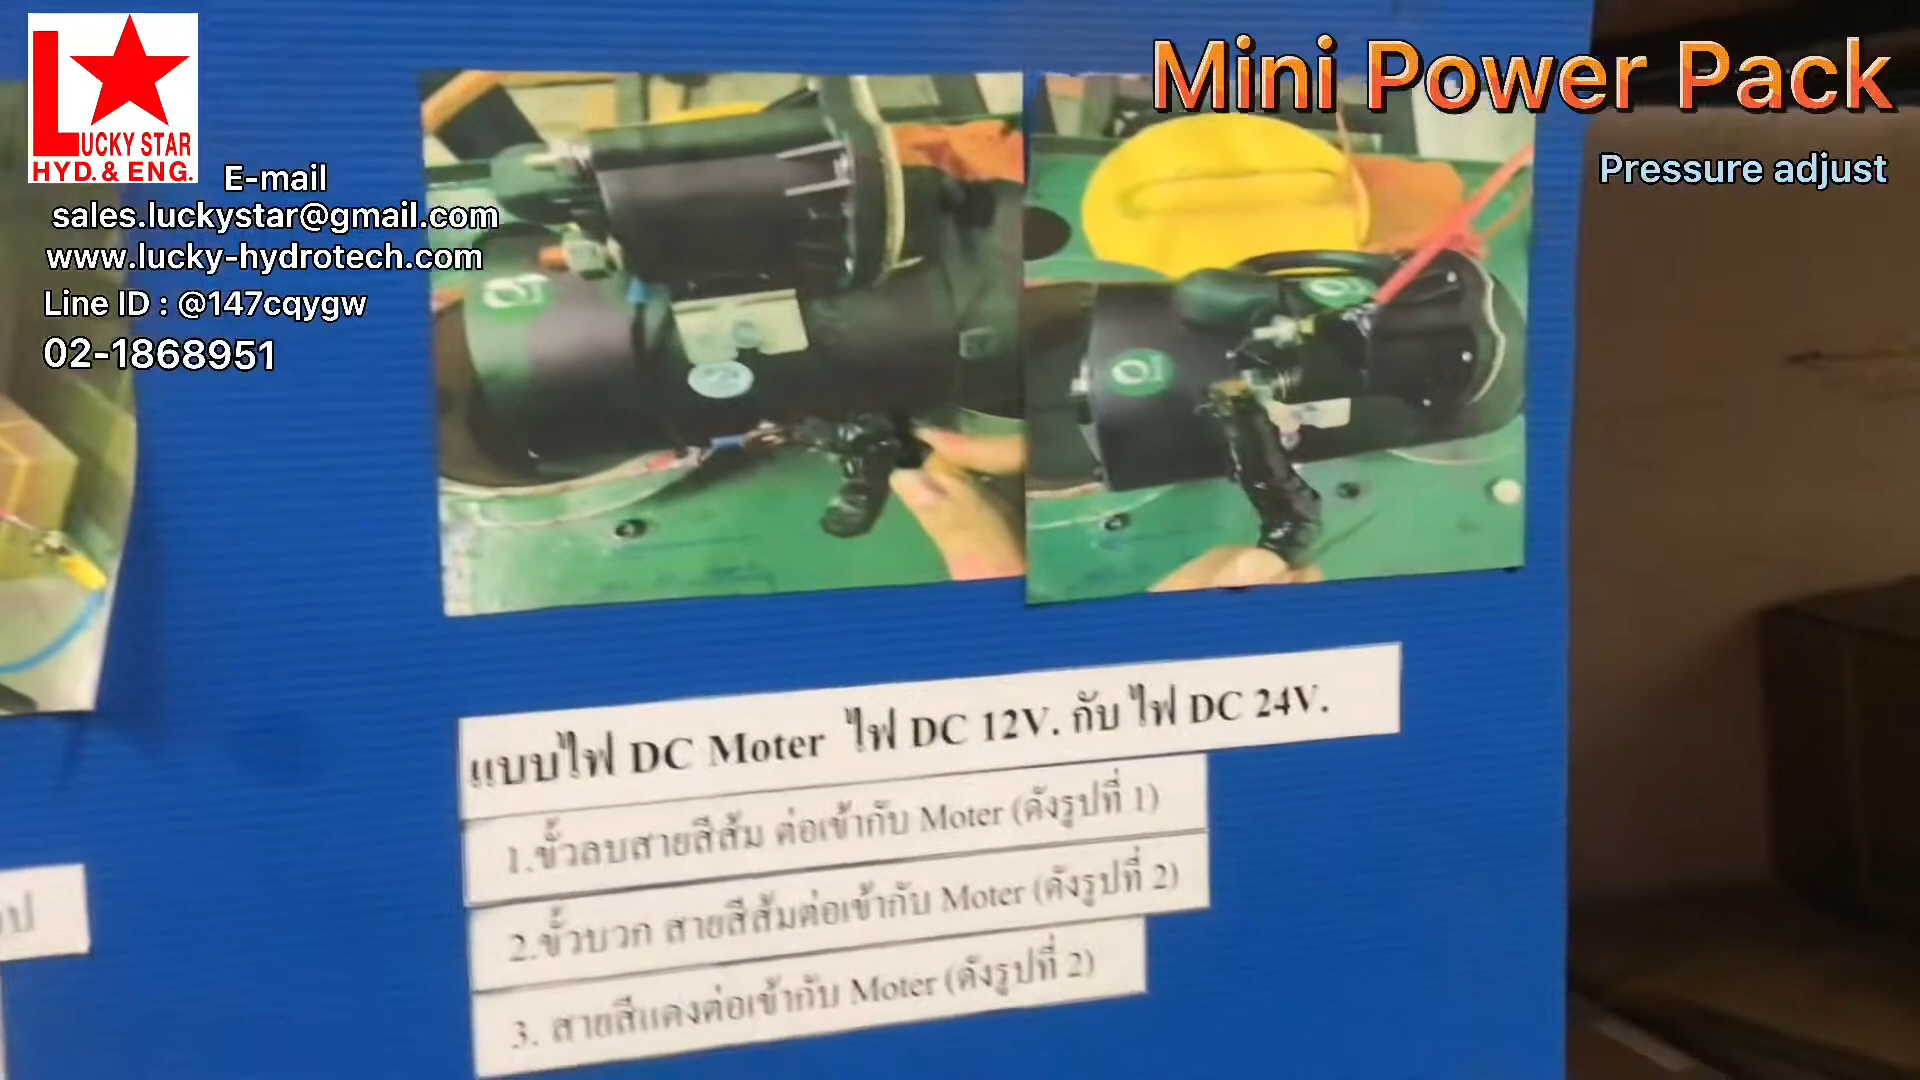 LUCKY STAR
HYD. & ENG.
E-mail
sales.luckystar@gmail.com
www.lucky-hydrotech.com
Line ID : @147cqygw
02-1868951
Mini Power Pack
Pressure adjust
แบบไฟ DC Moter ไฟ DC 12V. กับ ไฟ DC 24V.
1.ขั้วลบสายสีส้ม ต่อเข้ากับ Moter (ดังรูปที่ 1)
2.ขั้วบวก สายสีส้มต่อเข้ากับ Moter (ดังรูปที่ 2)
3. สายสีแดงต่อเข้ากับ Moter (ดังรูปที่ 2)